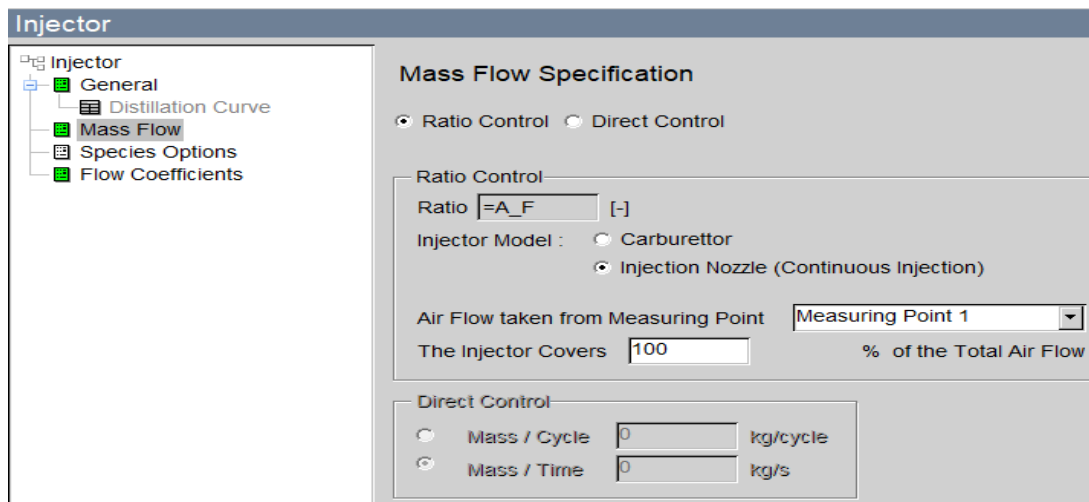 Injector
Injector
General
Distillation Curve
Mass Flow
Species Options
Flow Coefficients
Mass Flow Specification
Ratio Control Direct Control
Ratio Control
Ratio =A_F [-]
Injector Model : Carburettor
Injection Nozzle (Continuous Injection)
Air Flow taken from Measuring Point Measuring Point 1
The Injector Covers 100 % of the Total Air Flow
Direct Control
Mass / Cycle 0 kg/cycle
Mass / Time 0 kg/s